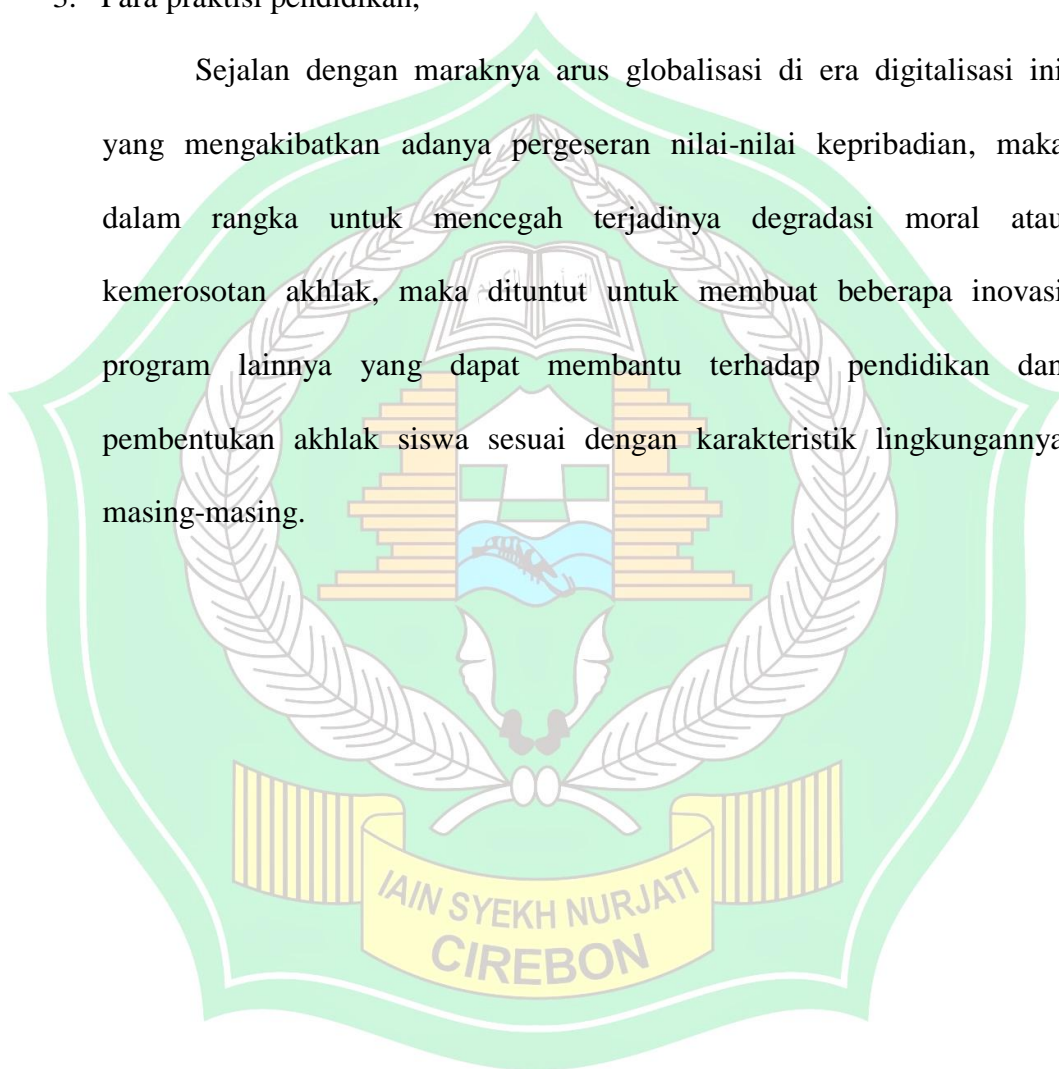 Para praktisi pendidikan,
Sejalan dengan maraknya arus globalisasi di era digitalisasi ini
yang mengakibatkan adanya pergeseran nilai-nilai kepribadian, maka
dalam rangka untuk mencegah terjadinya degradasi moral atau
kemerosotan akhlak, maka dituntut untuk membuat beberapa inovasi
program lainnya yang dapat membantu terhadap pendidikan dan
pembentukan akhlak siswa sesuai dengan karakteristik lingkungannya
masing-masing.
IAIN SYEKH NURJATI
CIREBON